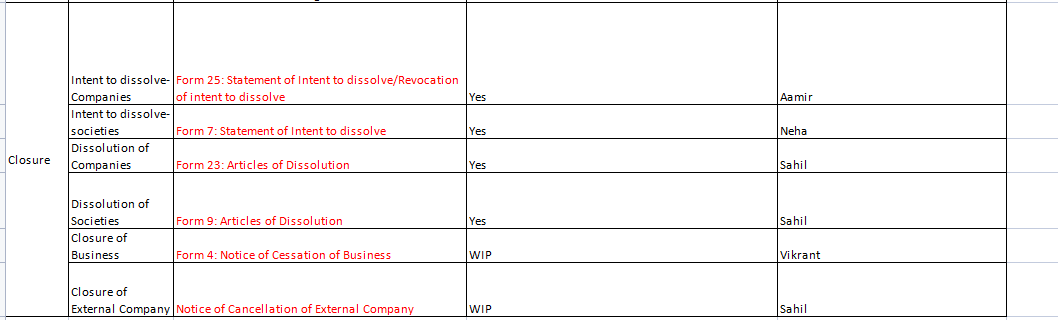 Intent to dissolve- Form 25: Statement of Intent to dissolve/Revocation
Companies of intent to dissolve Yes Aamir
Intent to dissolve-
societies Form 7: Statement of Intent to dissolve Yes Neha
Dissolution of
Closure Companies Form 23: Articles of Dissolution Yes Sahil
Dissolution of
Societies Form 9: Articles of Dissolution Yes Sahil
Closure of
Business Form 4: Notice of Cessation of Business WIP Vikrant
Closure of
External Company Notice of Cancellation of External Company WIP Sahil